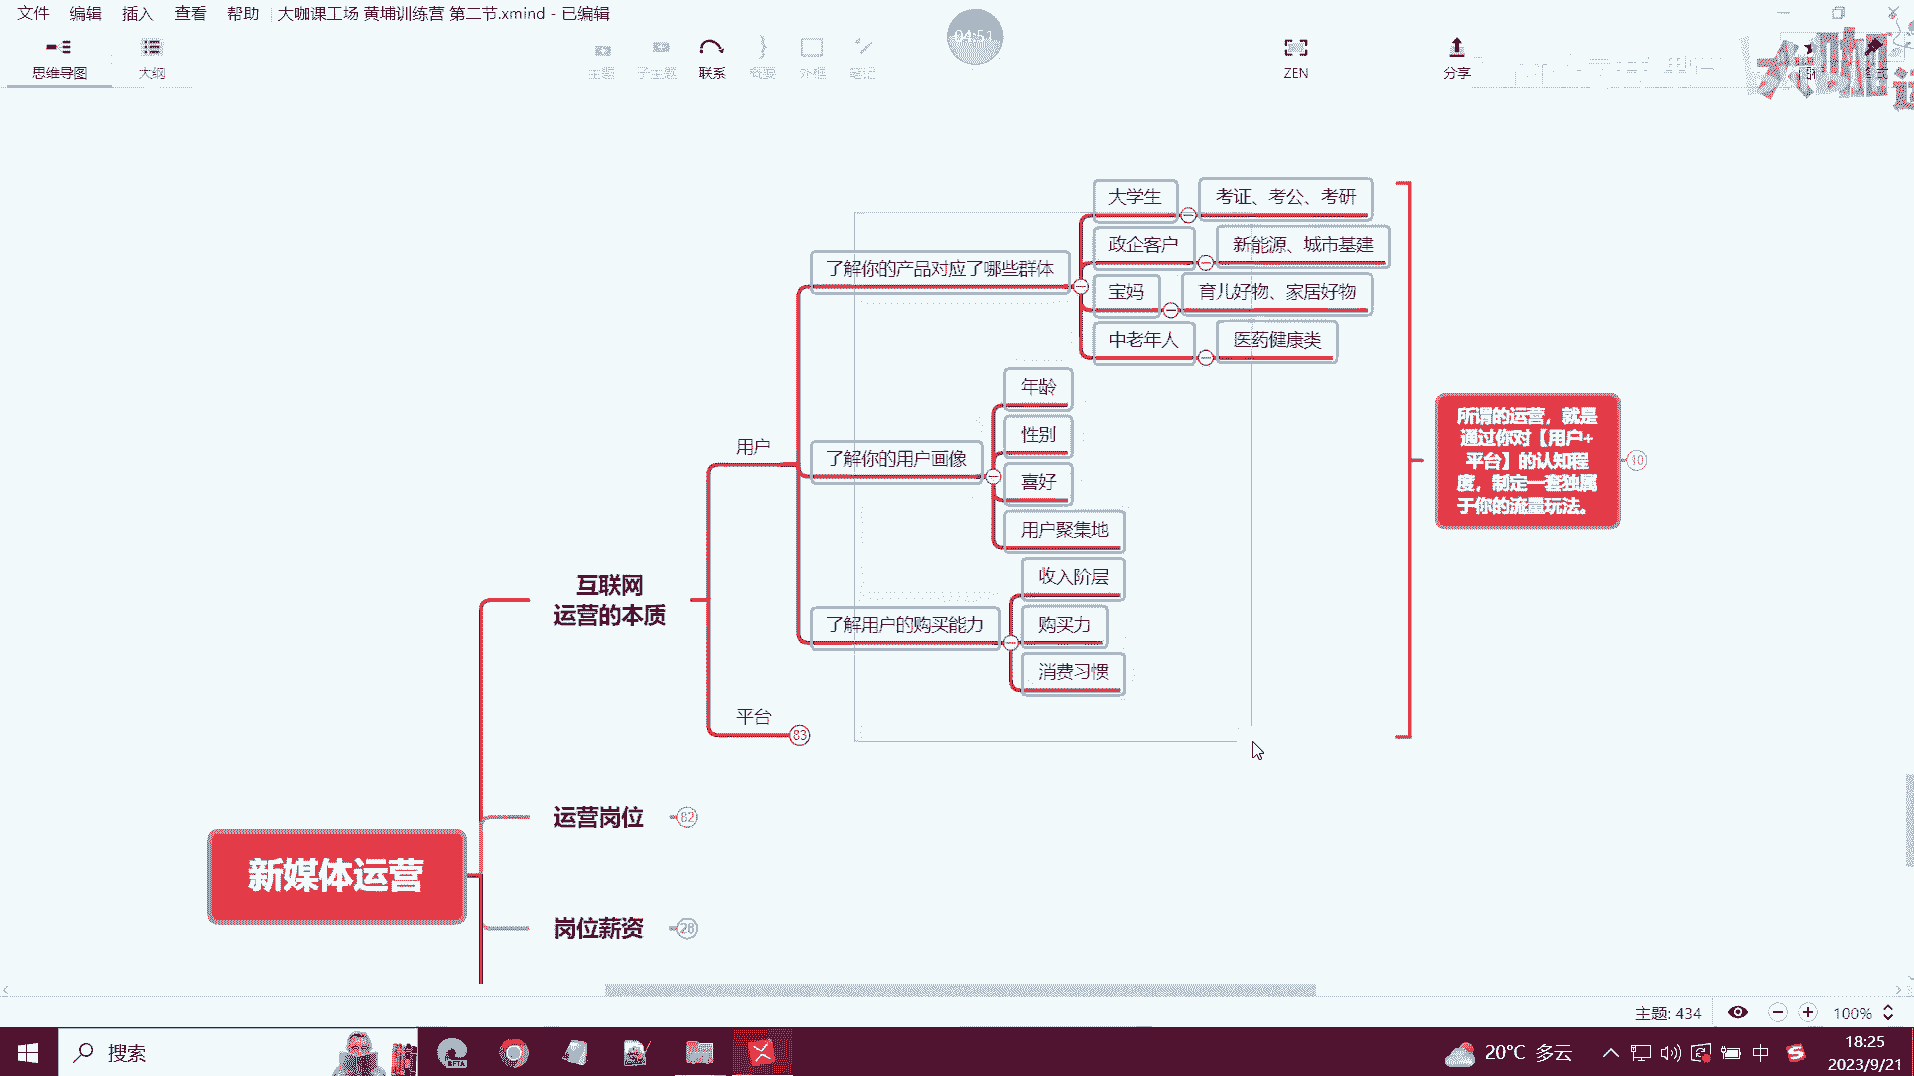 文件 编辑 插入 查看 帮助 大咖课工场 黄埔训练营 第二节.xmind - 已编辑
04:51
思维导图 大纲 主题 子主题 联系 概要 外框 笔记 ZEN 分享
大咖
大学生 考证、考公、考研
政企客户 新能源、城市基建
了解你的产品对应了哪些群体
宝妈 育儿好物、家居好物
中老年人 医药健康类
年龄
性别
用户
了解你的用户画像
喜好
用户聚集地
所谓的运营，就是
通过你对【用户+
平台】的认知程
度，制定一套独属
于你的流量玩法。
10
收入阶层
互联网
运营的本质
了解用户的购买能力
购买力
消费习惯
平台 83
运营岗位 62
新媒体运营
岗位薪资 28
主题: 434 100%
搜索 BETA 20°C 多云 中 18:25
2023/9/21